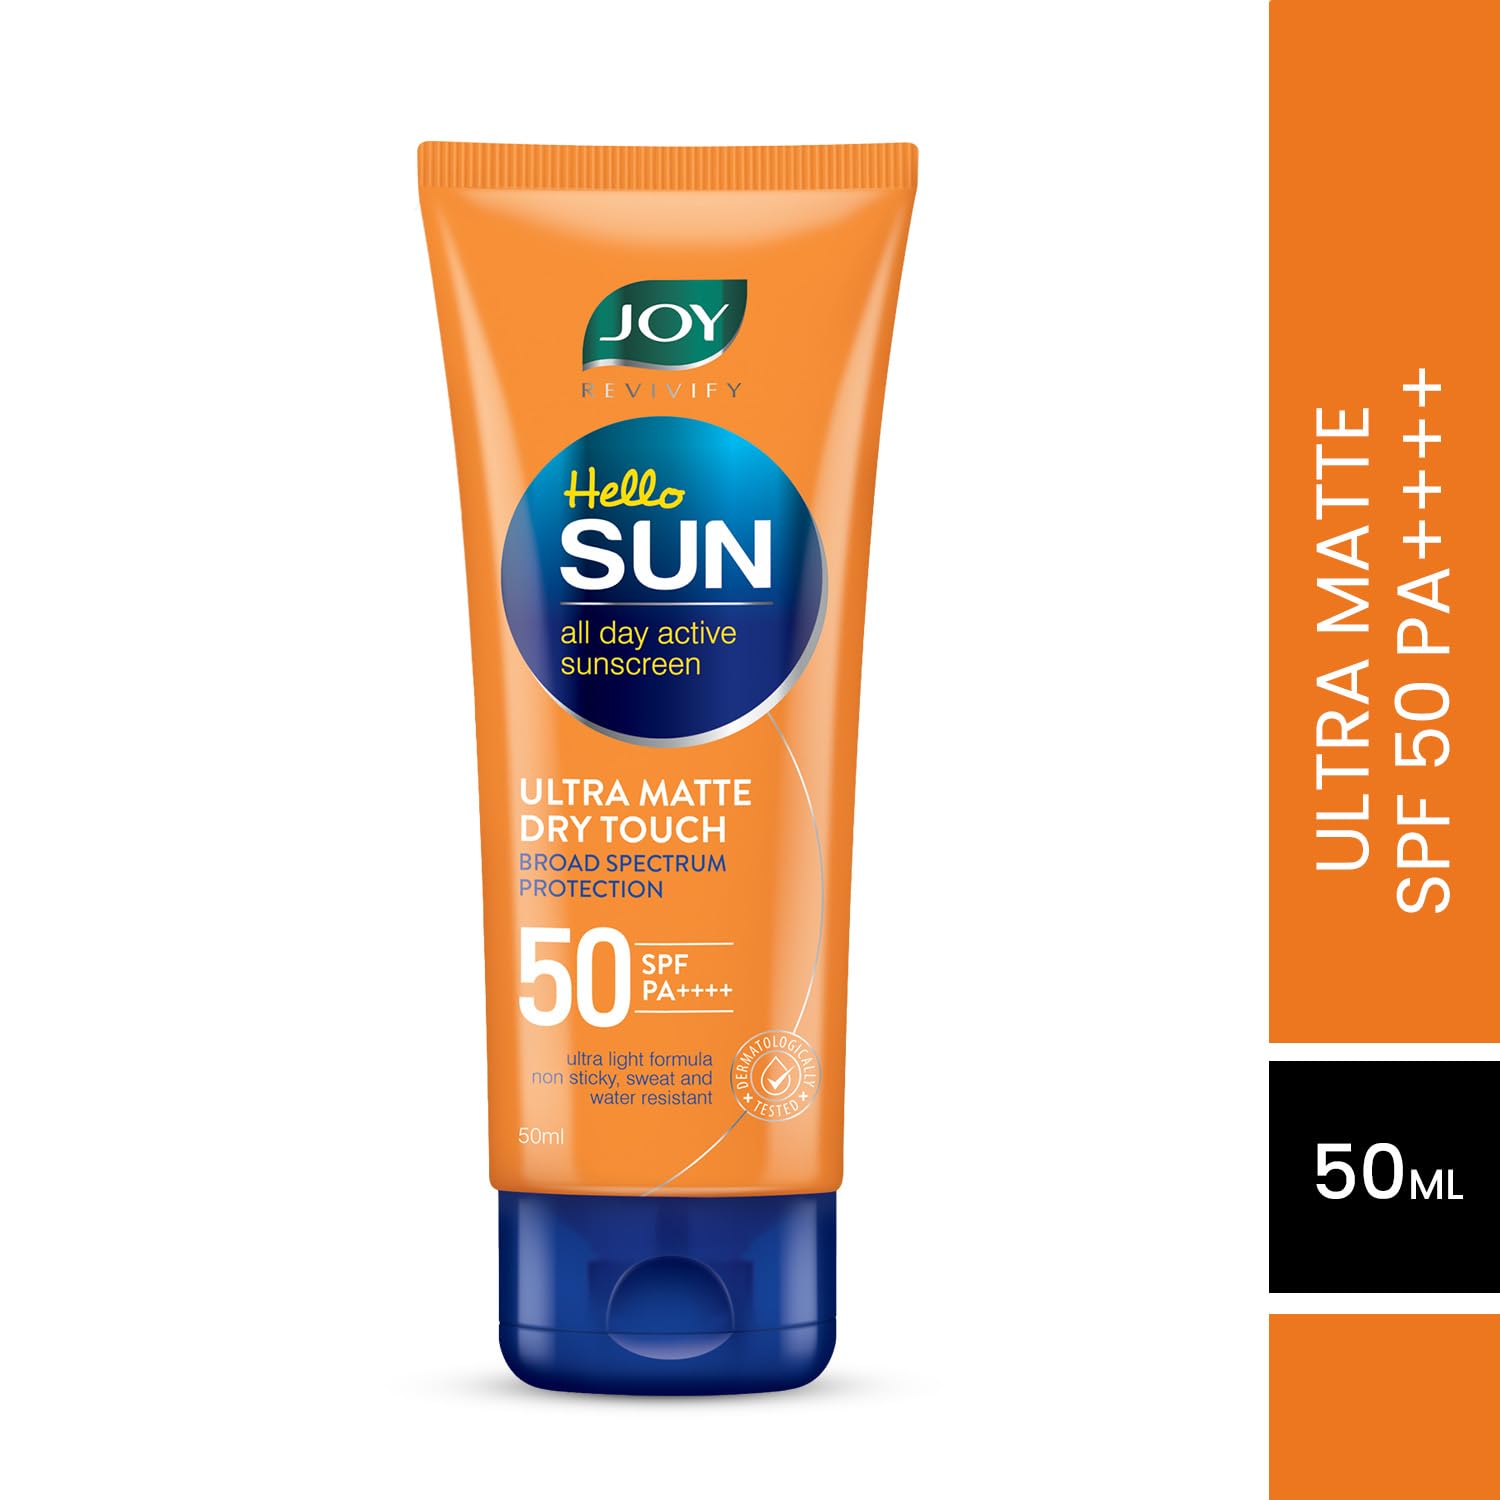 JOY
REVIVIFY
Hello
SUN
all day active
sunscreen
ULTRA MATTE
DRY TOUCH
BROAD SPECTRUM
PROTECTION
50
SPF
PA++++
ultra light formula
non sticky, sweat and
water resistant
DERMATOLOGICALLY
TESTED
50ml
ULTRA MATTE
SPF 50 PA++++
50ML